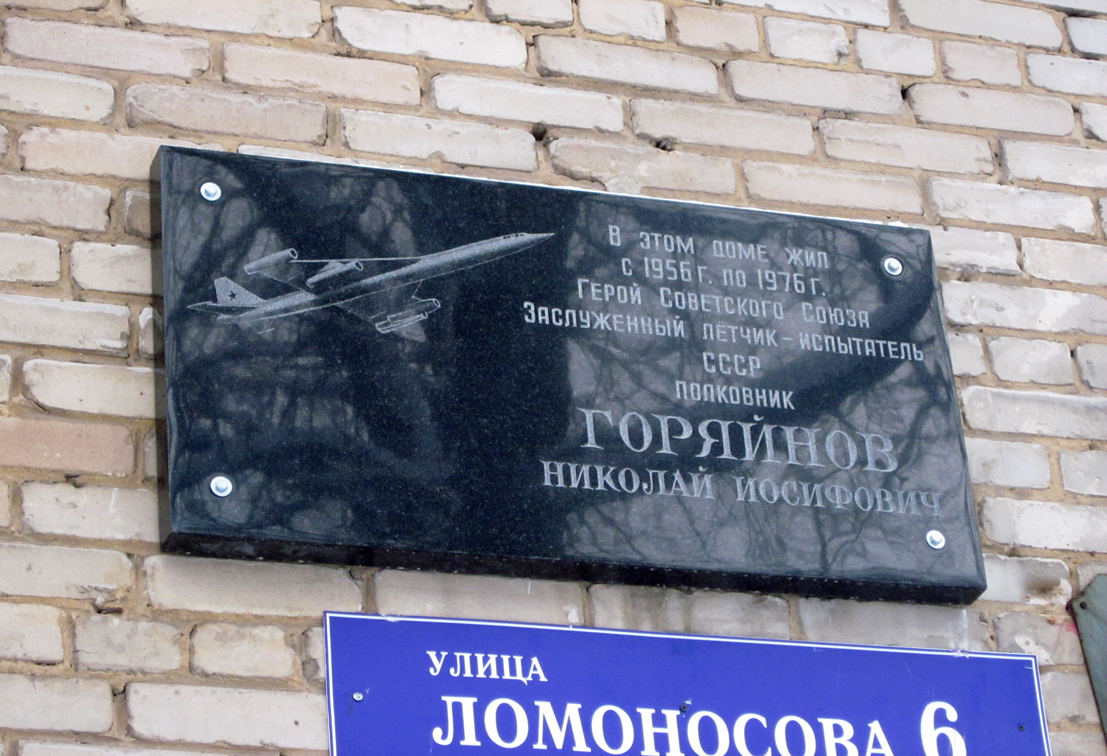 В ЭТОМ ДОМЕ ЖИЛ
С 1956 Г. ПО 1976 Г.
ГЕРОЙ СОВЕТСКОГО СОЮЗА
ЗАСЛУЖЕННЫЙ ЛЁТЧИК-ИСПЫТАТЕЛЬ
СССР
ПОЛКОВНИК
ГОРЯЙНОВ
НИКОЛАЙ ИОСИФОВИЧ
УЛИЦА
ЛОМОНОСОВА 6